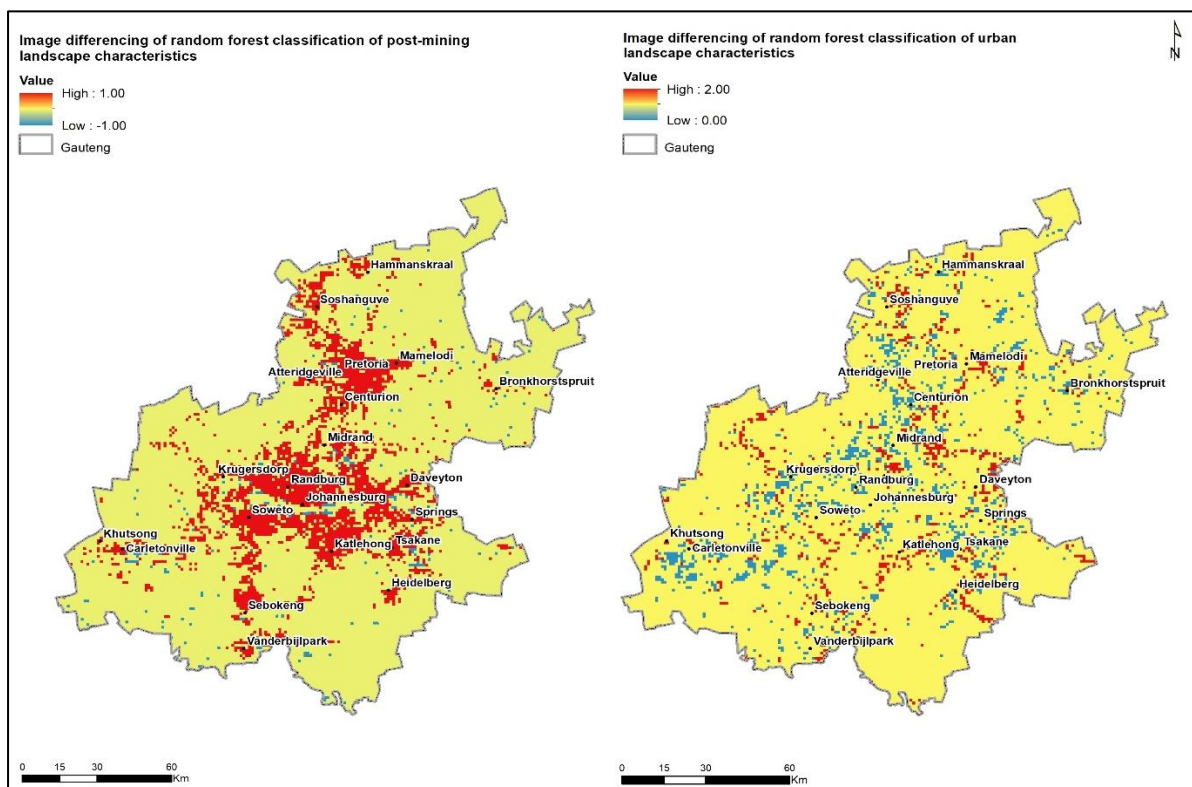 Image differencing of random forest classification of post-mining
landscape characteristics
Value
High : 1.00
Low : -1.00
Gauteng
Hammanskraal
Soshanguve
Mamelodi
Pretoria
Atteridgeville
Bronkhorstspruit
Centurion
Midrand
Krugersdorp
Randburg
Daveyton
Johannesburg
Soweto
Springs
Khutsong
Carletonville
Katlehong
Tsakane
Heidelberg
Sebokeng
Vanderbijlpark
0 15 30 60
Km
Image differencing of random forest classification of urban
landscape characteristics
Value
High : 2.00
Low : 0.00
Gauteng
N
Hammanskraal
Soshanguve
Mamelodi
Pretoria
Atteridgeville
Bronkhorstspruit
Centurion
Midrand
Krugersdorp
Randburg
Daveyton
Johannesburg
Soweto
Springs
Khutsong
Carletonville
Katlehong
Tsakane
Heidelberg
Sebokeng
Vanderbijlpark
0 15 30 60
Km